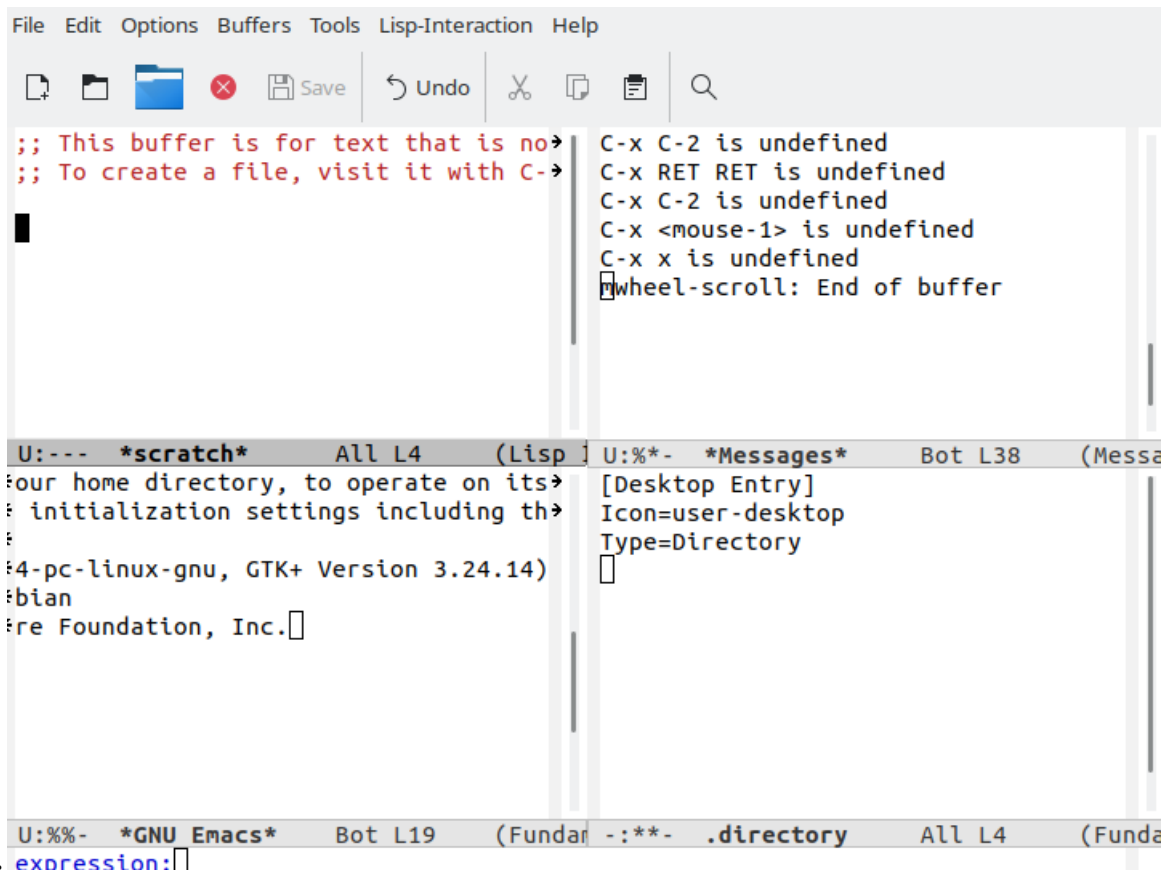 File Edit Options Buffers Tools Lisp-Interaction Help
Save Undo
;; This buffer is for text that is no
;; To create a file, visit it with C-
U:--- *scratch* All L4 (Lisp I
C-x C-2 is undefined
C-x RET RET is undefined
C-x C-2 is undefined
C-x <mouse-1> is undefined
C-x x is undefined
mwheel-scroll: End of buffer
U:%*- *Messages* Bot L38 (Messa
our home directory, to operate on its
initialization settings including th
4-pc-linux-gnu, GTK+ Version 3.24.14)
bian
re Foundation, Inc.
U:%%- *GNU Emacs* Bot L19 (Fundam
[Desktop Entry]
Icon=user-desktop
Type=Directory
-:**- .directory All L4 (Funda
expression: